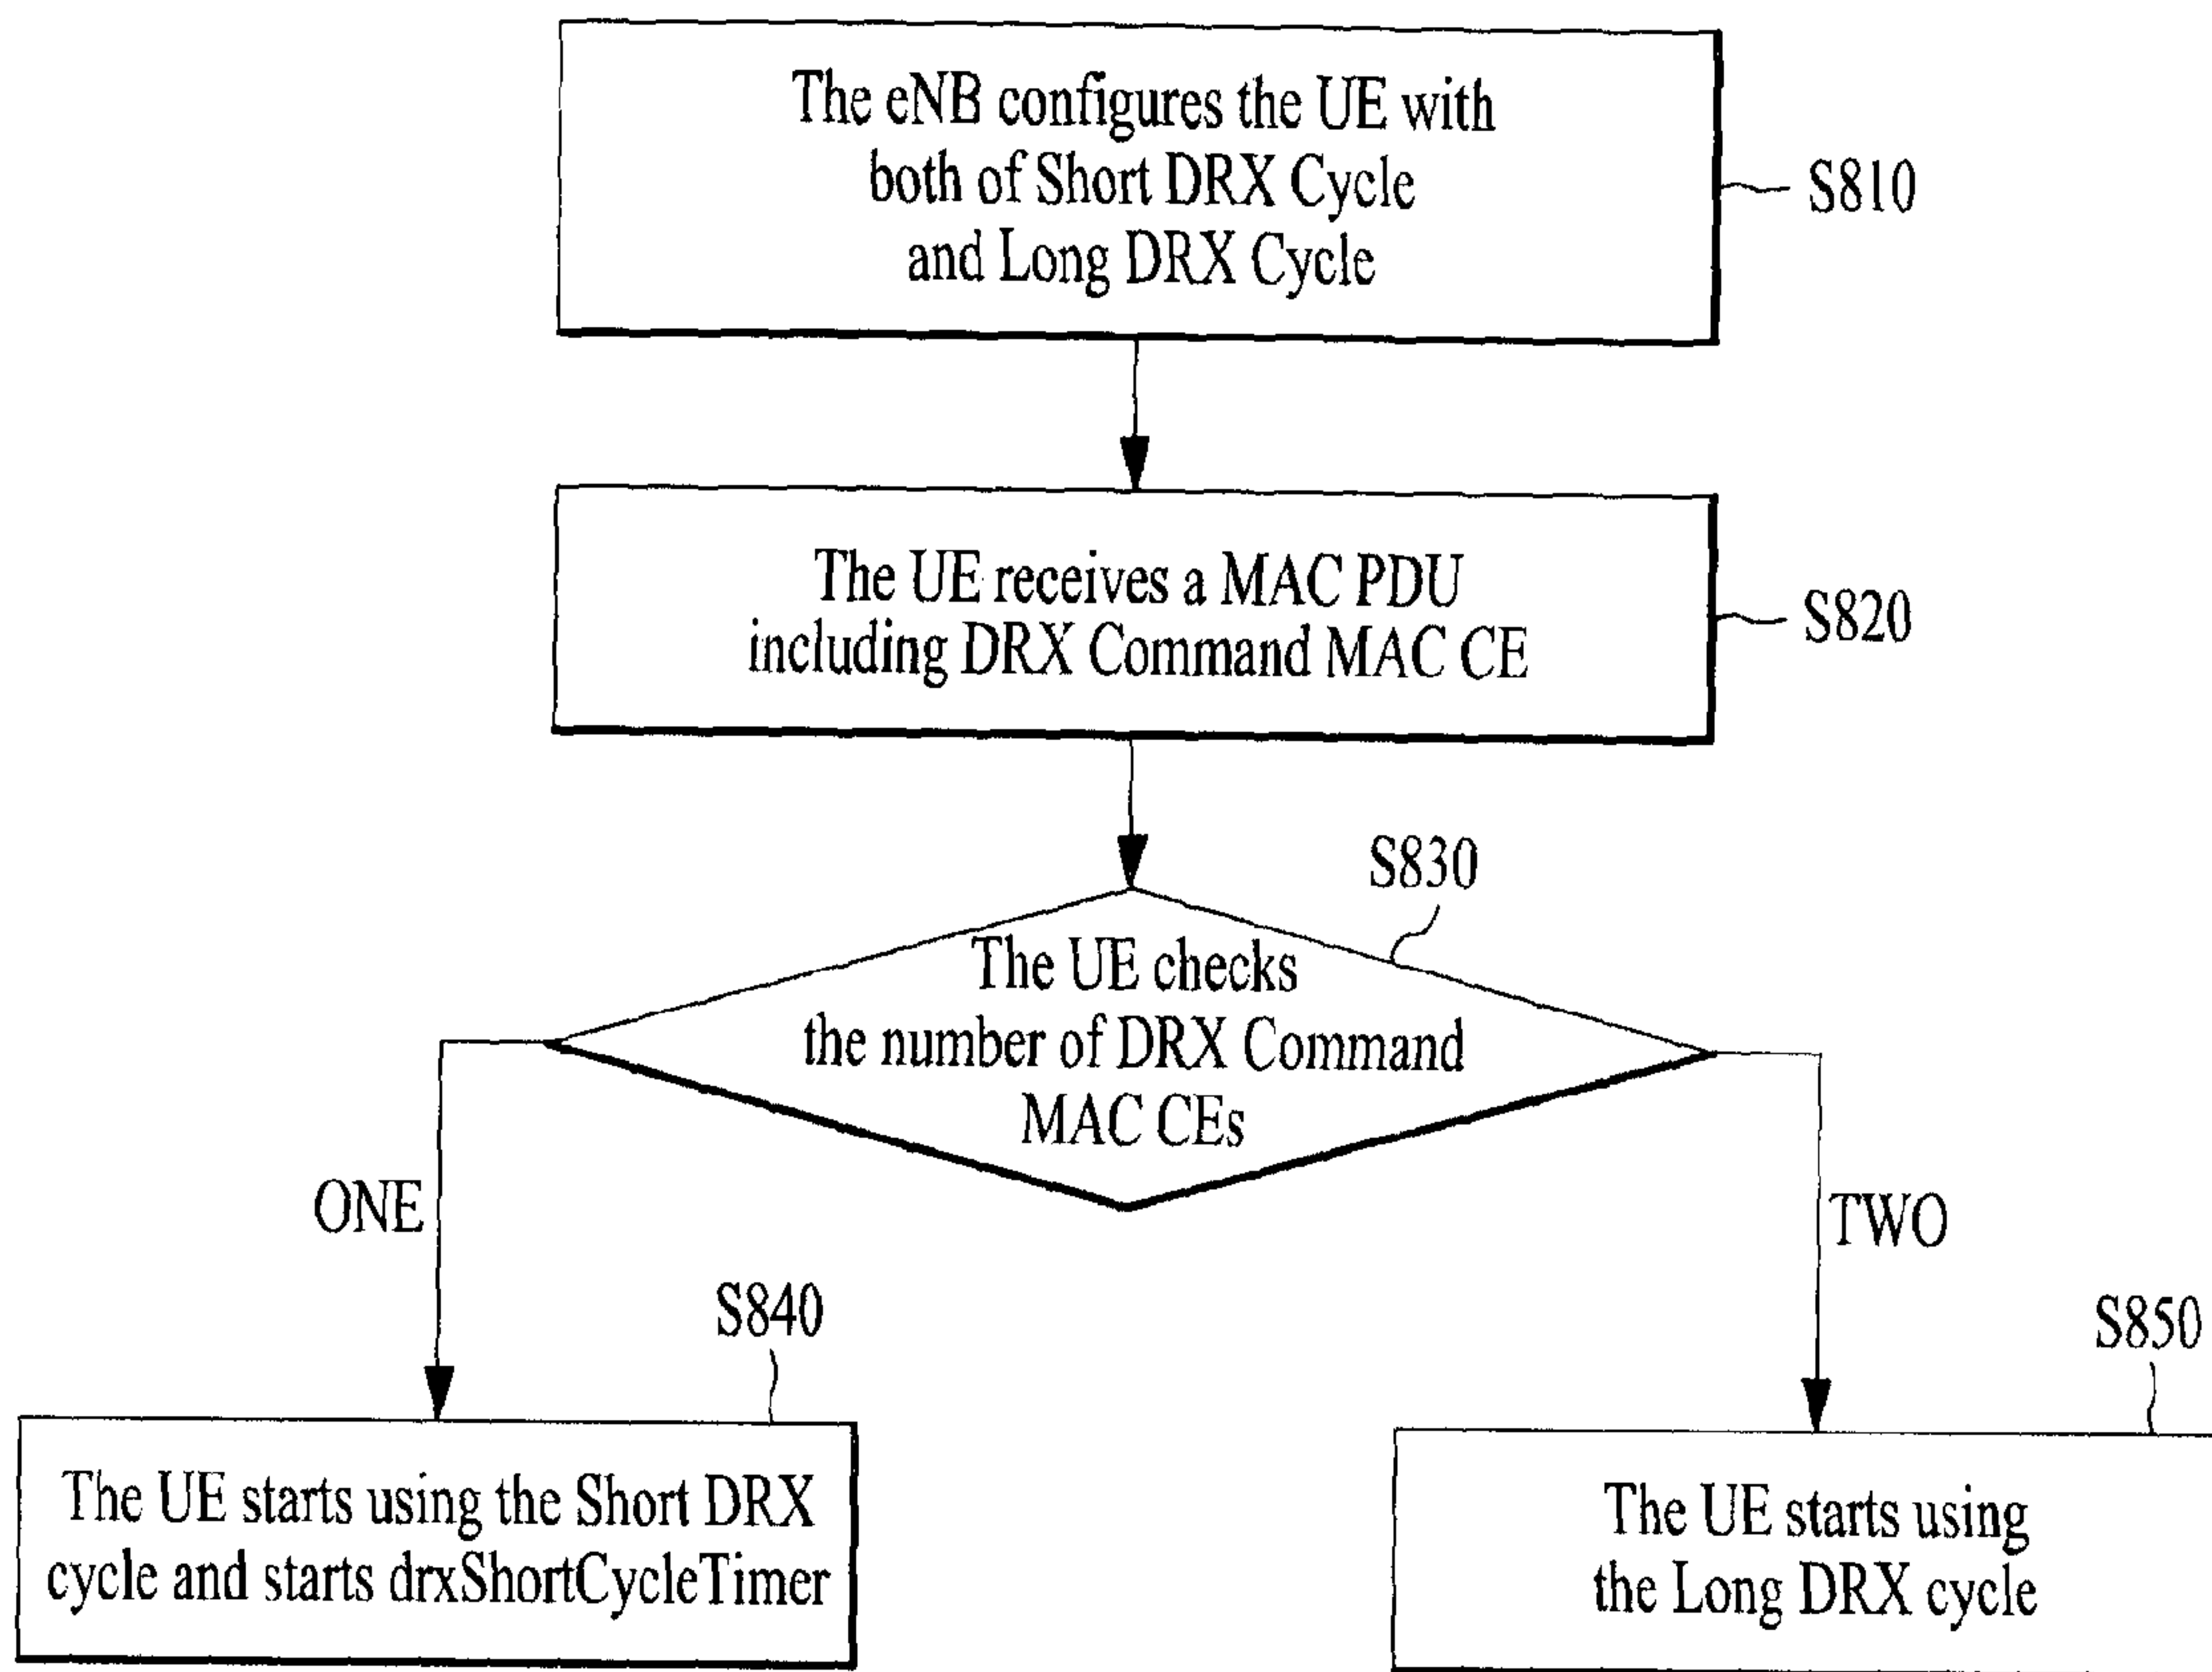 The eNB configures the UE with
both of Short DRX Cycle
and Long DRX Cycle
S810
The UE receives a MAC PDU
including DRX Command MAC CE
S820
S830
The UE checks
the number of DRX Command
MAC CEs
ONE
TWO
S840
S850
The UE starts using the Short DRX
cycle and starts drxShortCycleTimer
The UE starts using
the Long DRX cycle